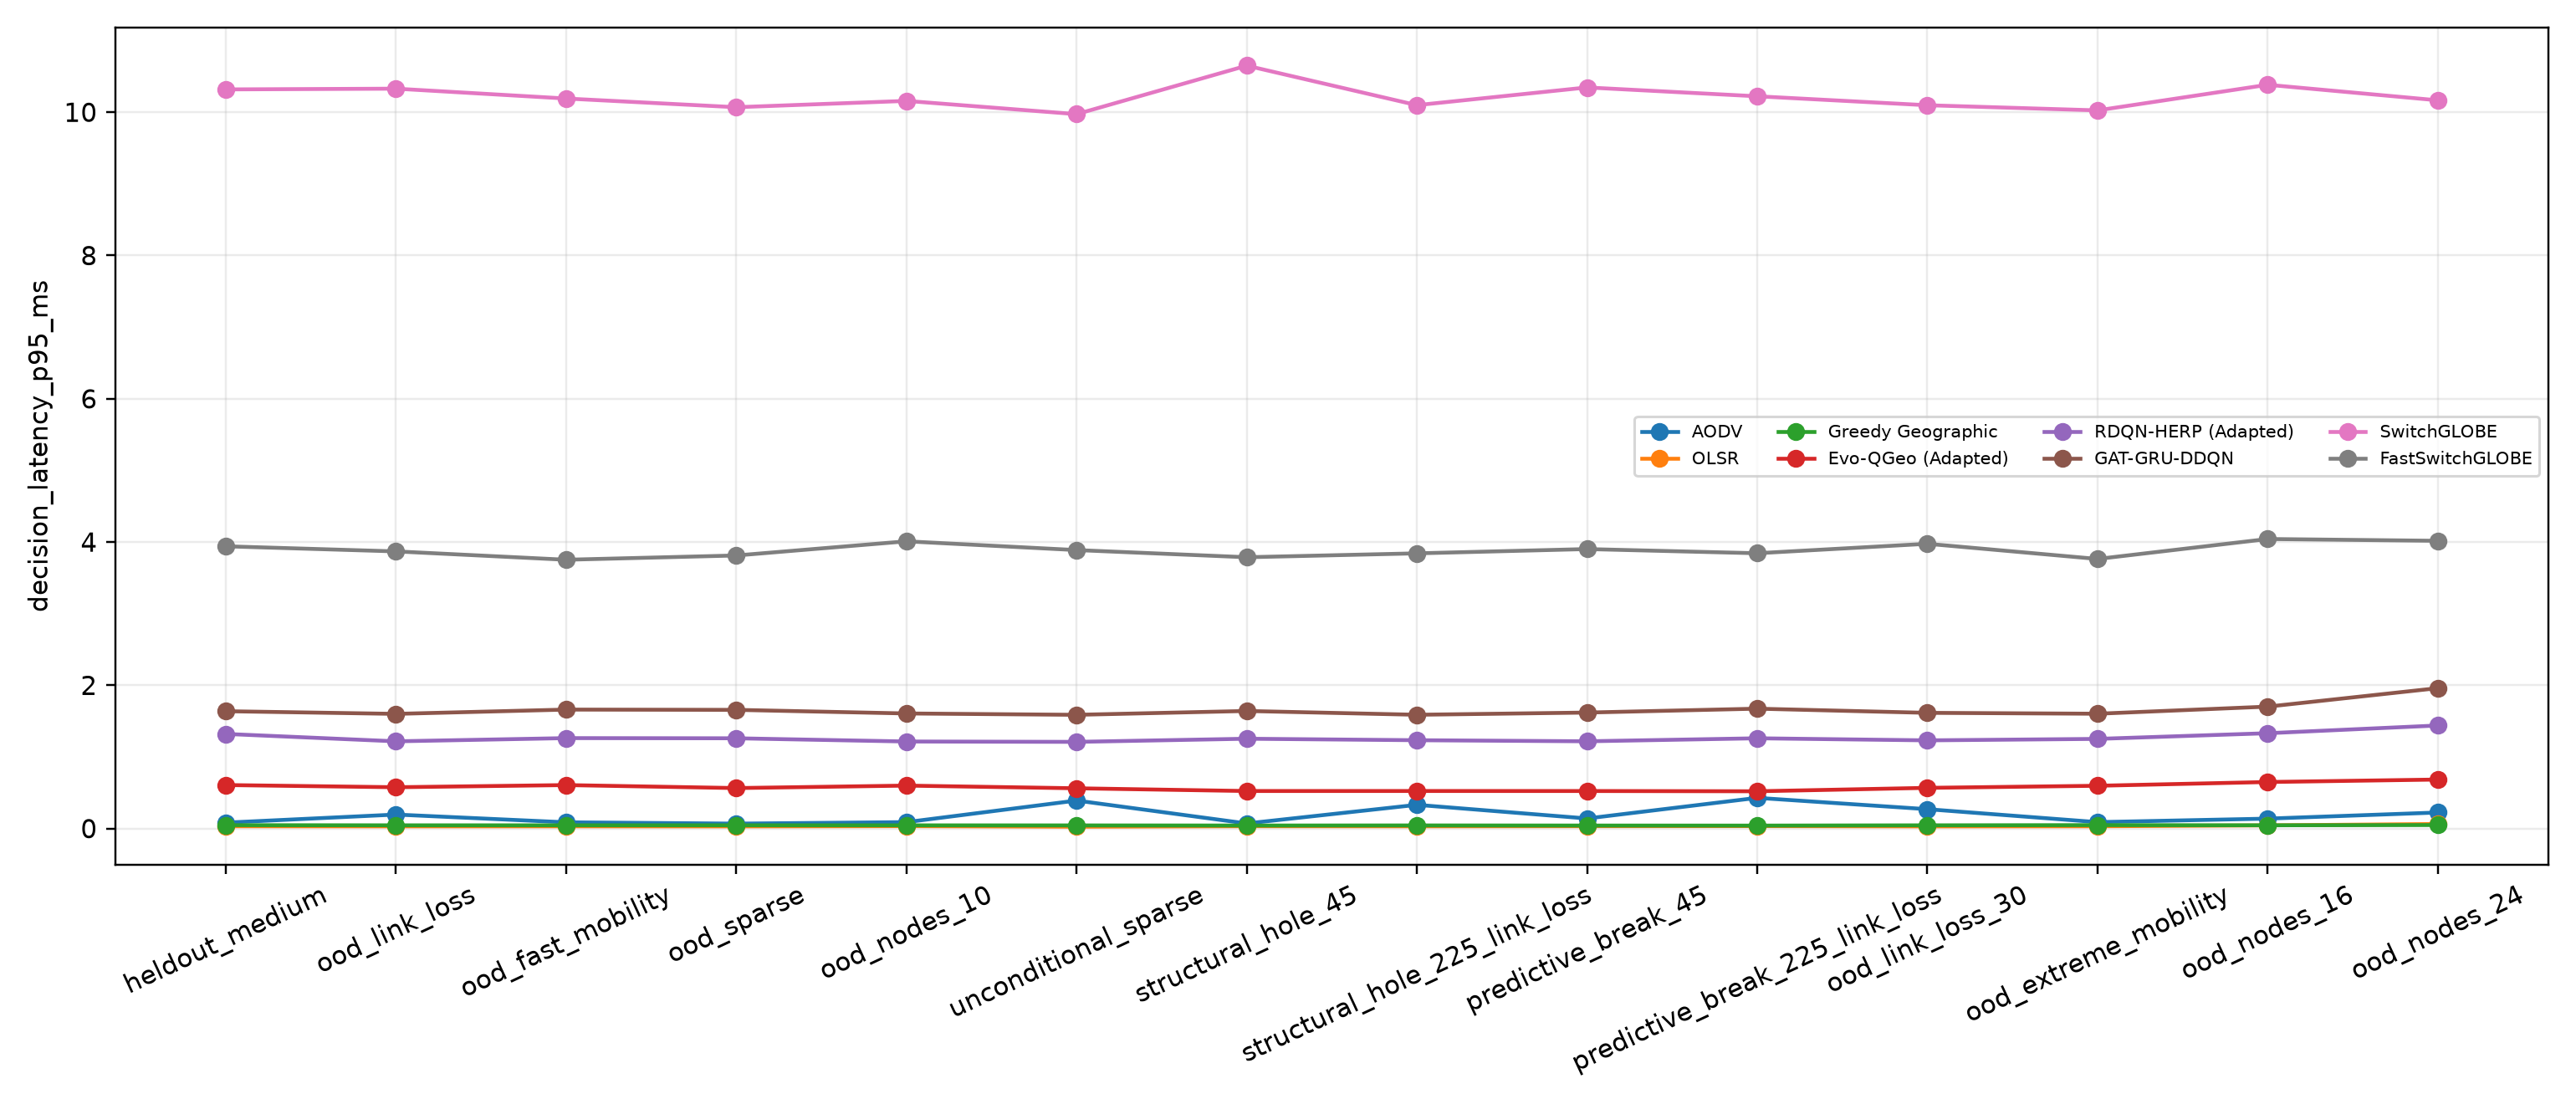 decision_latency_p95_ms
10
8
6
4
2
0
AODV
OLSR
Greedy Geographic
Evo-QGeo (Adapted)
RDQN-HERP (Adapted)
GAT-GRU-DDQN
SwitchGLOBE
FastSwitchGLOBE
heldout_medium
ood_link_loss
ood_fast_mobility
ood_sparse
ood_nodes_10
unconditional_sparse
structural_hole_45
structural_hole_225_link_loss
predictive_break_45
predictive_break_225_link_loss
ood_link_loss_30
ood_extreme_mobility
ood_nodes_16
ood_nodes_24